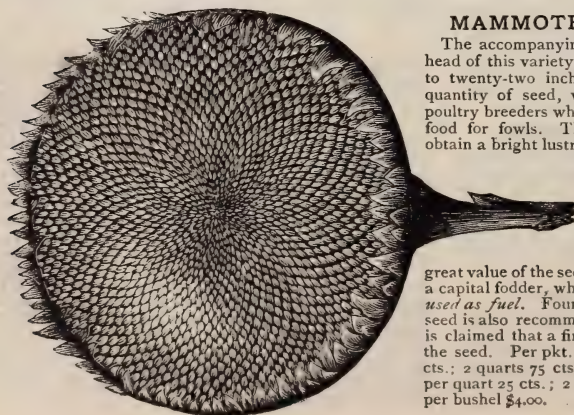 MAMMOTH
The accompanyin
head of this variety
to twenty-two inch
quantity of seed,
poultry breeders wh
food for fowls. T
obtain a bright lustr
great value of the see
a capital fodder, wh
used as fuel. Four
seed is also recomm
is claimed that a fin
the seed. Per pkt.
cts.; 2 quarts 75 cts
per quart 25 cts.; 2
per bushel $4.00.